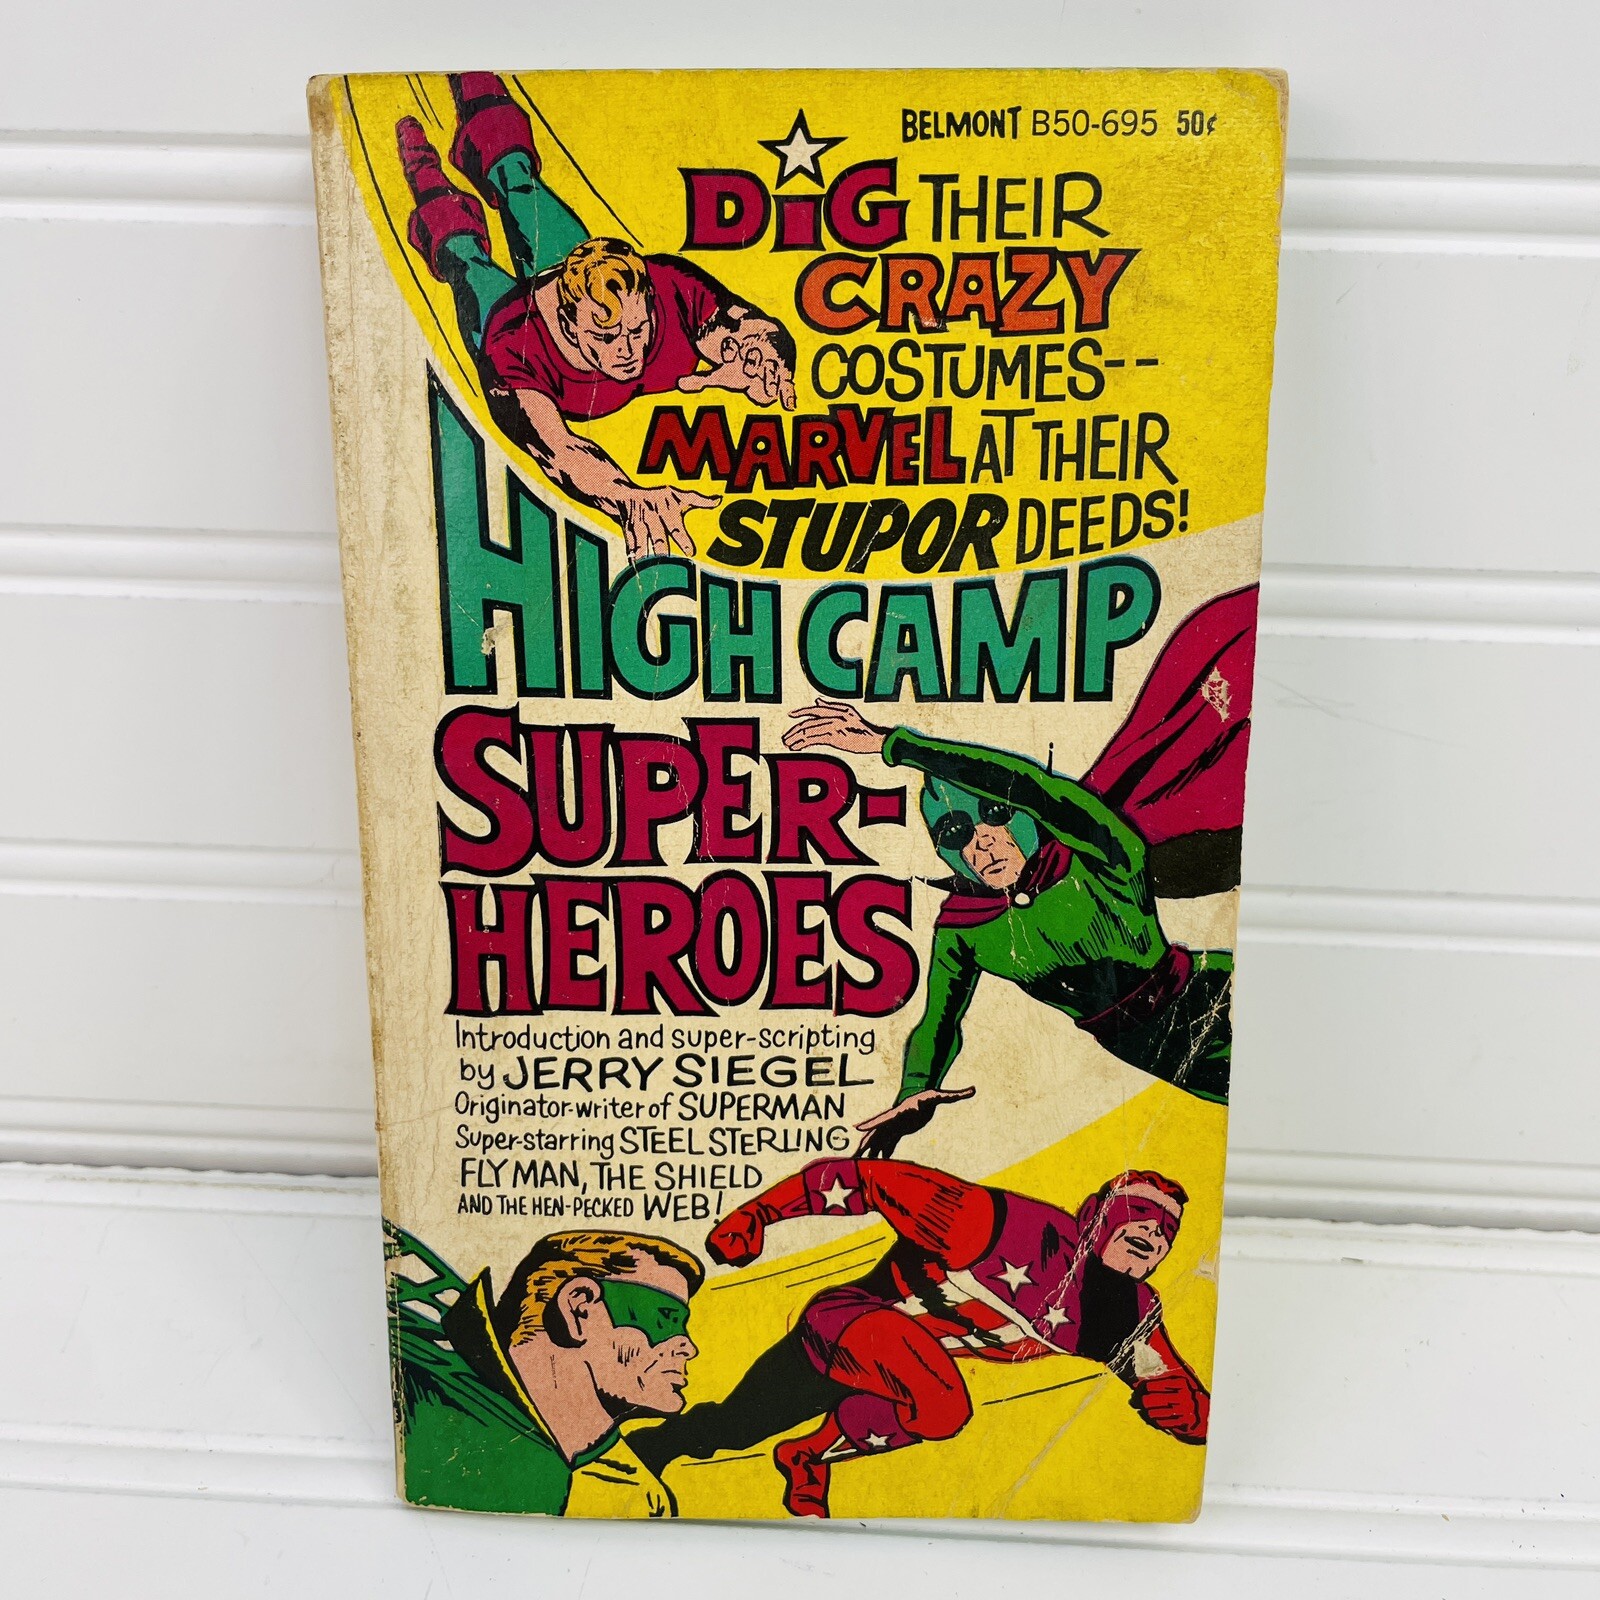 BELMONT B50-695 50¢
DiG THEIR
CRAZY
COSTUMES--
MARVEL AT THEIR
STUPOR DEEDS!
HIGH CAMP
SUPER-
HEROES
Introduction and super-scripting
by JERRY SIEGEL
Originator-writer of SUPERMAN
Super-starring STEEL STERLING
FLY MAN, THE SHIELD
AND THE HEN-PECKED WEB!